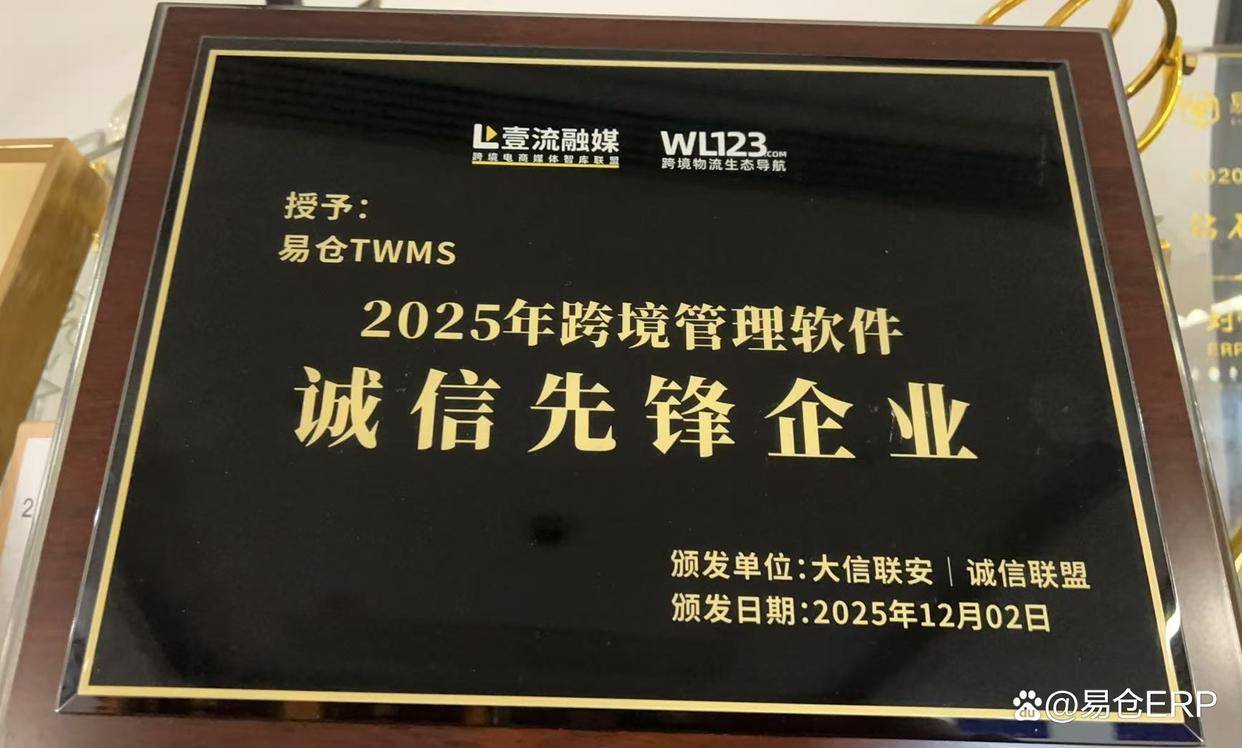 壹流融媒 WL123.COM
跨境电商媒体智库联盟 跨境物流生态导航
授予：
易仓TWMS
2025年跨境管理软件
诚信先锋企业
颁发单位：大信联安｜诚信联盟
颁发日期：2025年12月02日
2
2020
ERP
du @易仓ERP